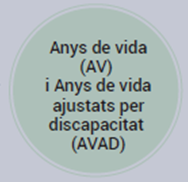 Anys de vida
(AV)
i Anys de vida
ajustats per
discapacitat
(AVAD)